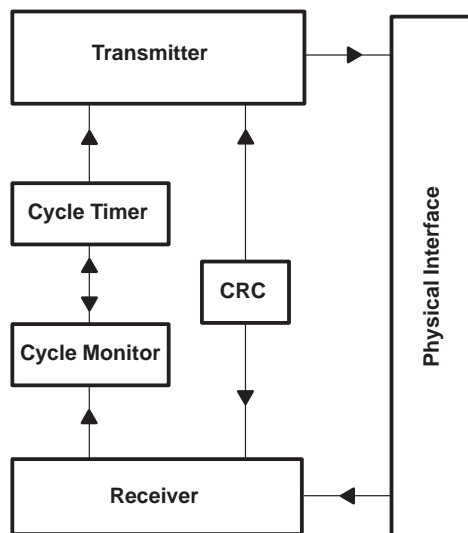 Transmitter
Cycle Timer
CRC
Cycle Monitor
Receiver
Physical Interface